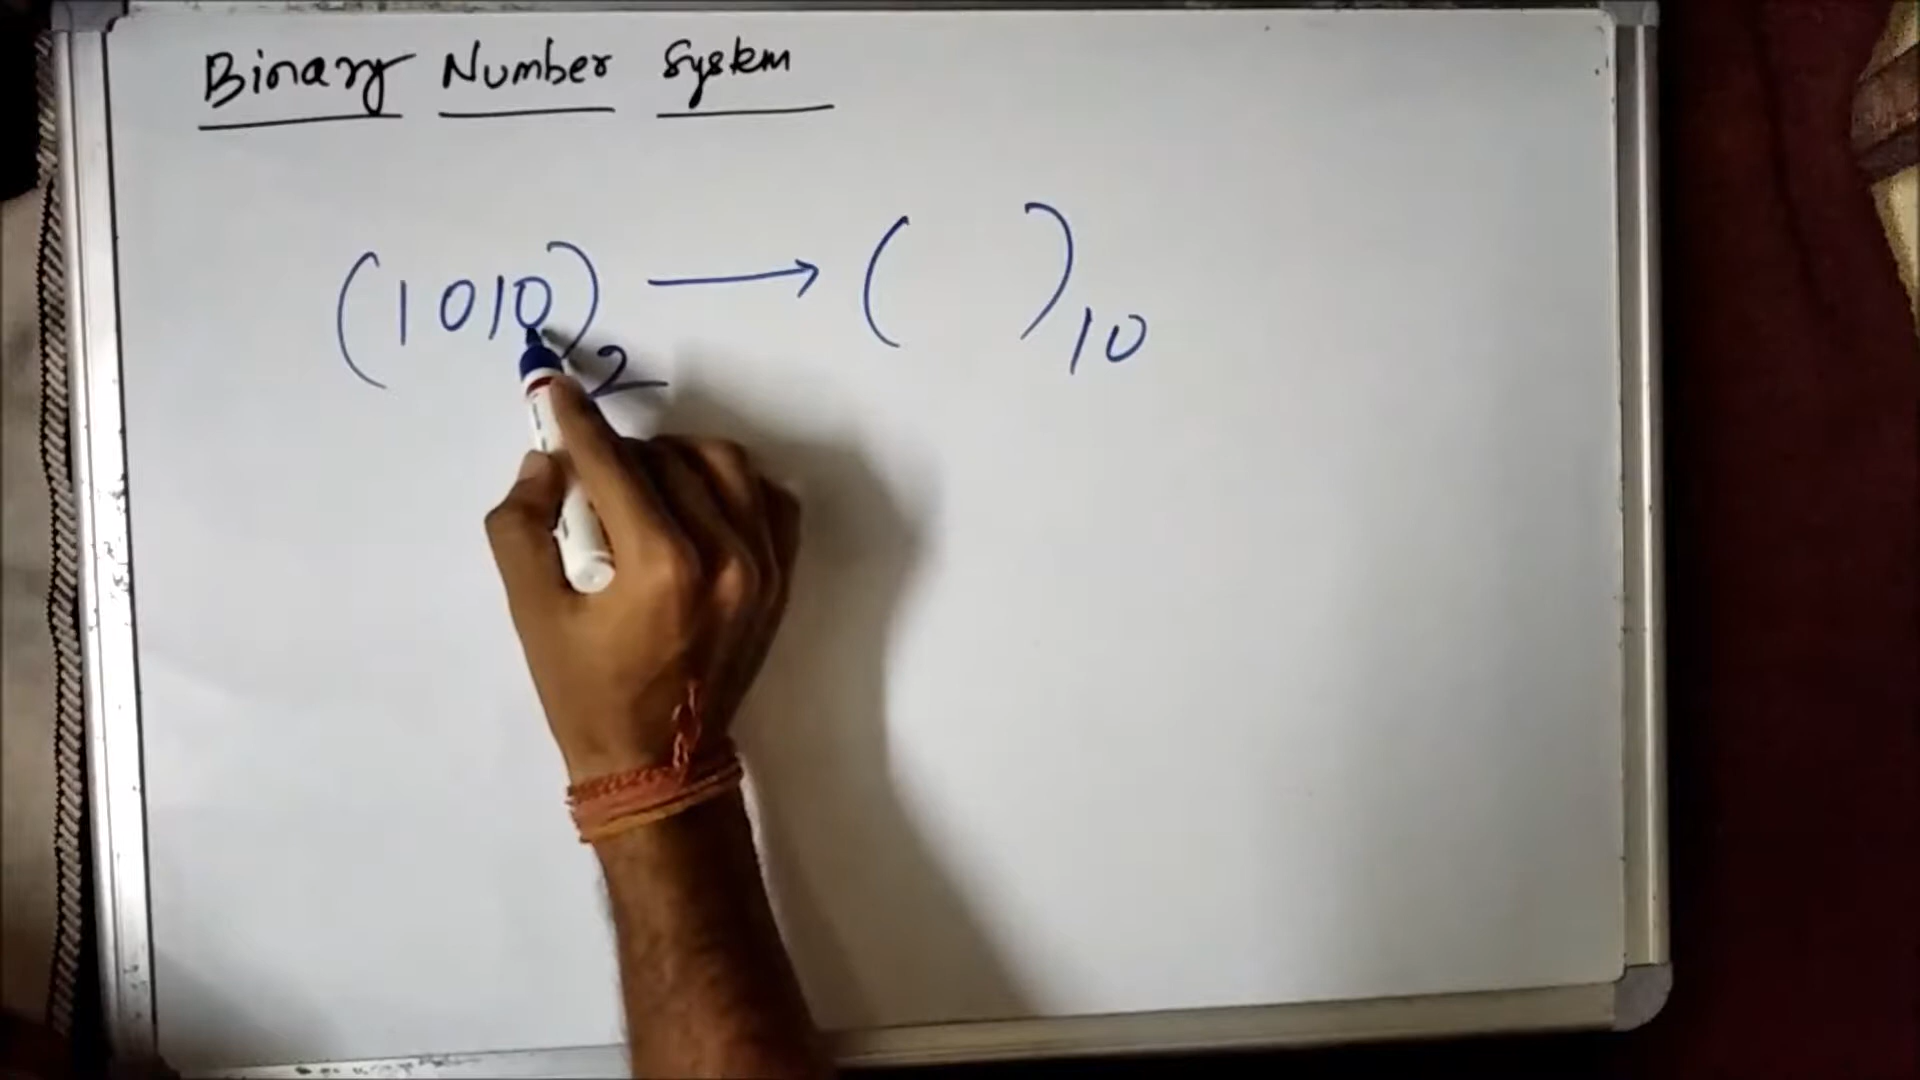 Binary Number System
(1010)₂ ⟶ (  )₁₀